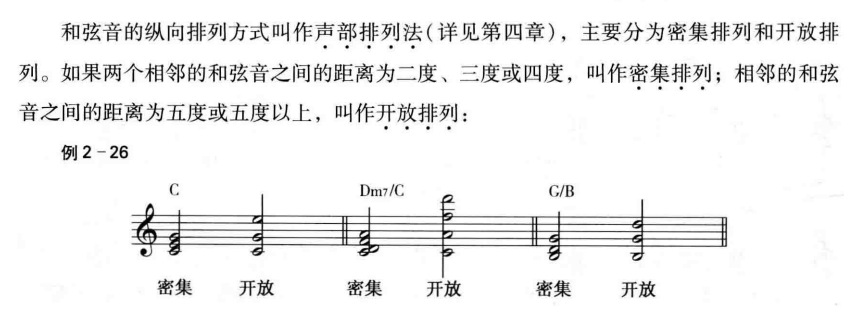 和弦音的纵向排列方式叫作声部排列法（详见第四章），主要分为密集排列和开放排
列。如果两个相邻的和弦音之间的距离为二度、三度或四度，叫作密集排列；相邻的和弦
音之间的距离为五度或五度以上，叫作开放排列：
例2-26
C Dm7/C G/B
密集 开放 密集 开放 密集 开放